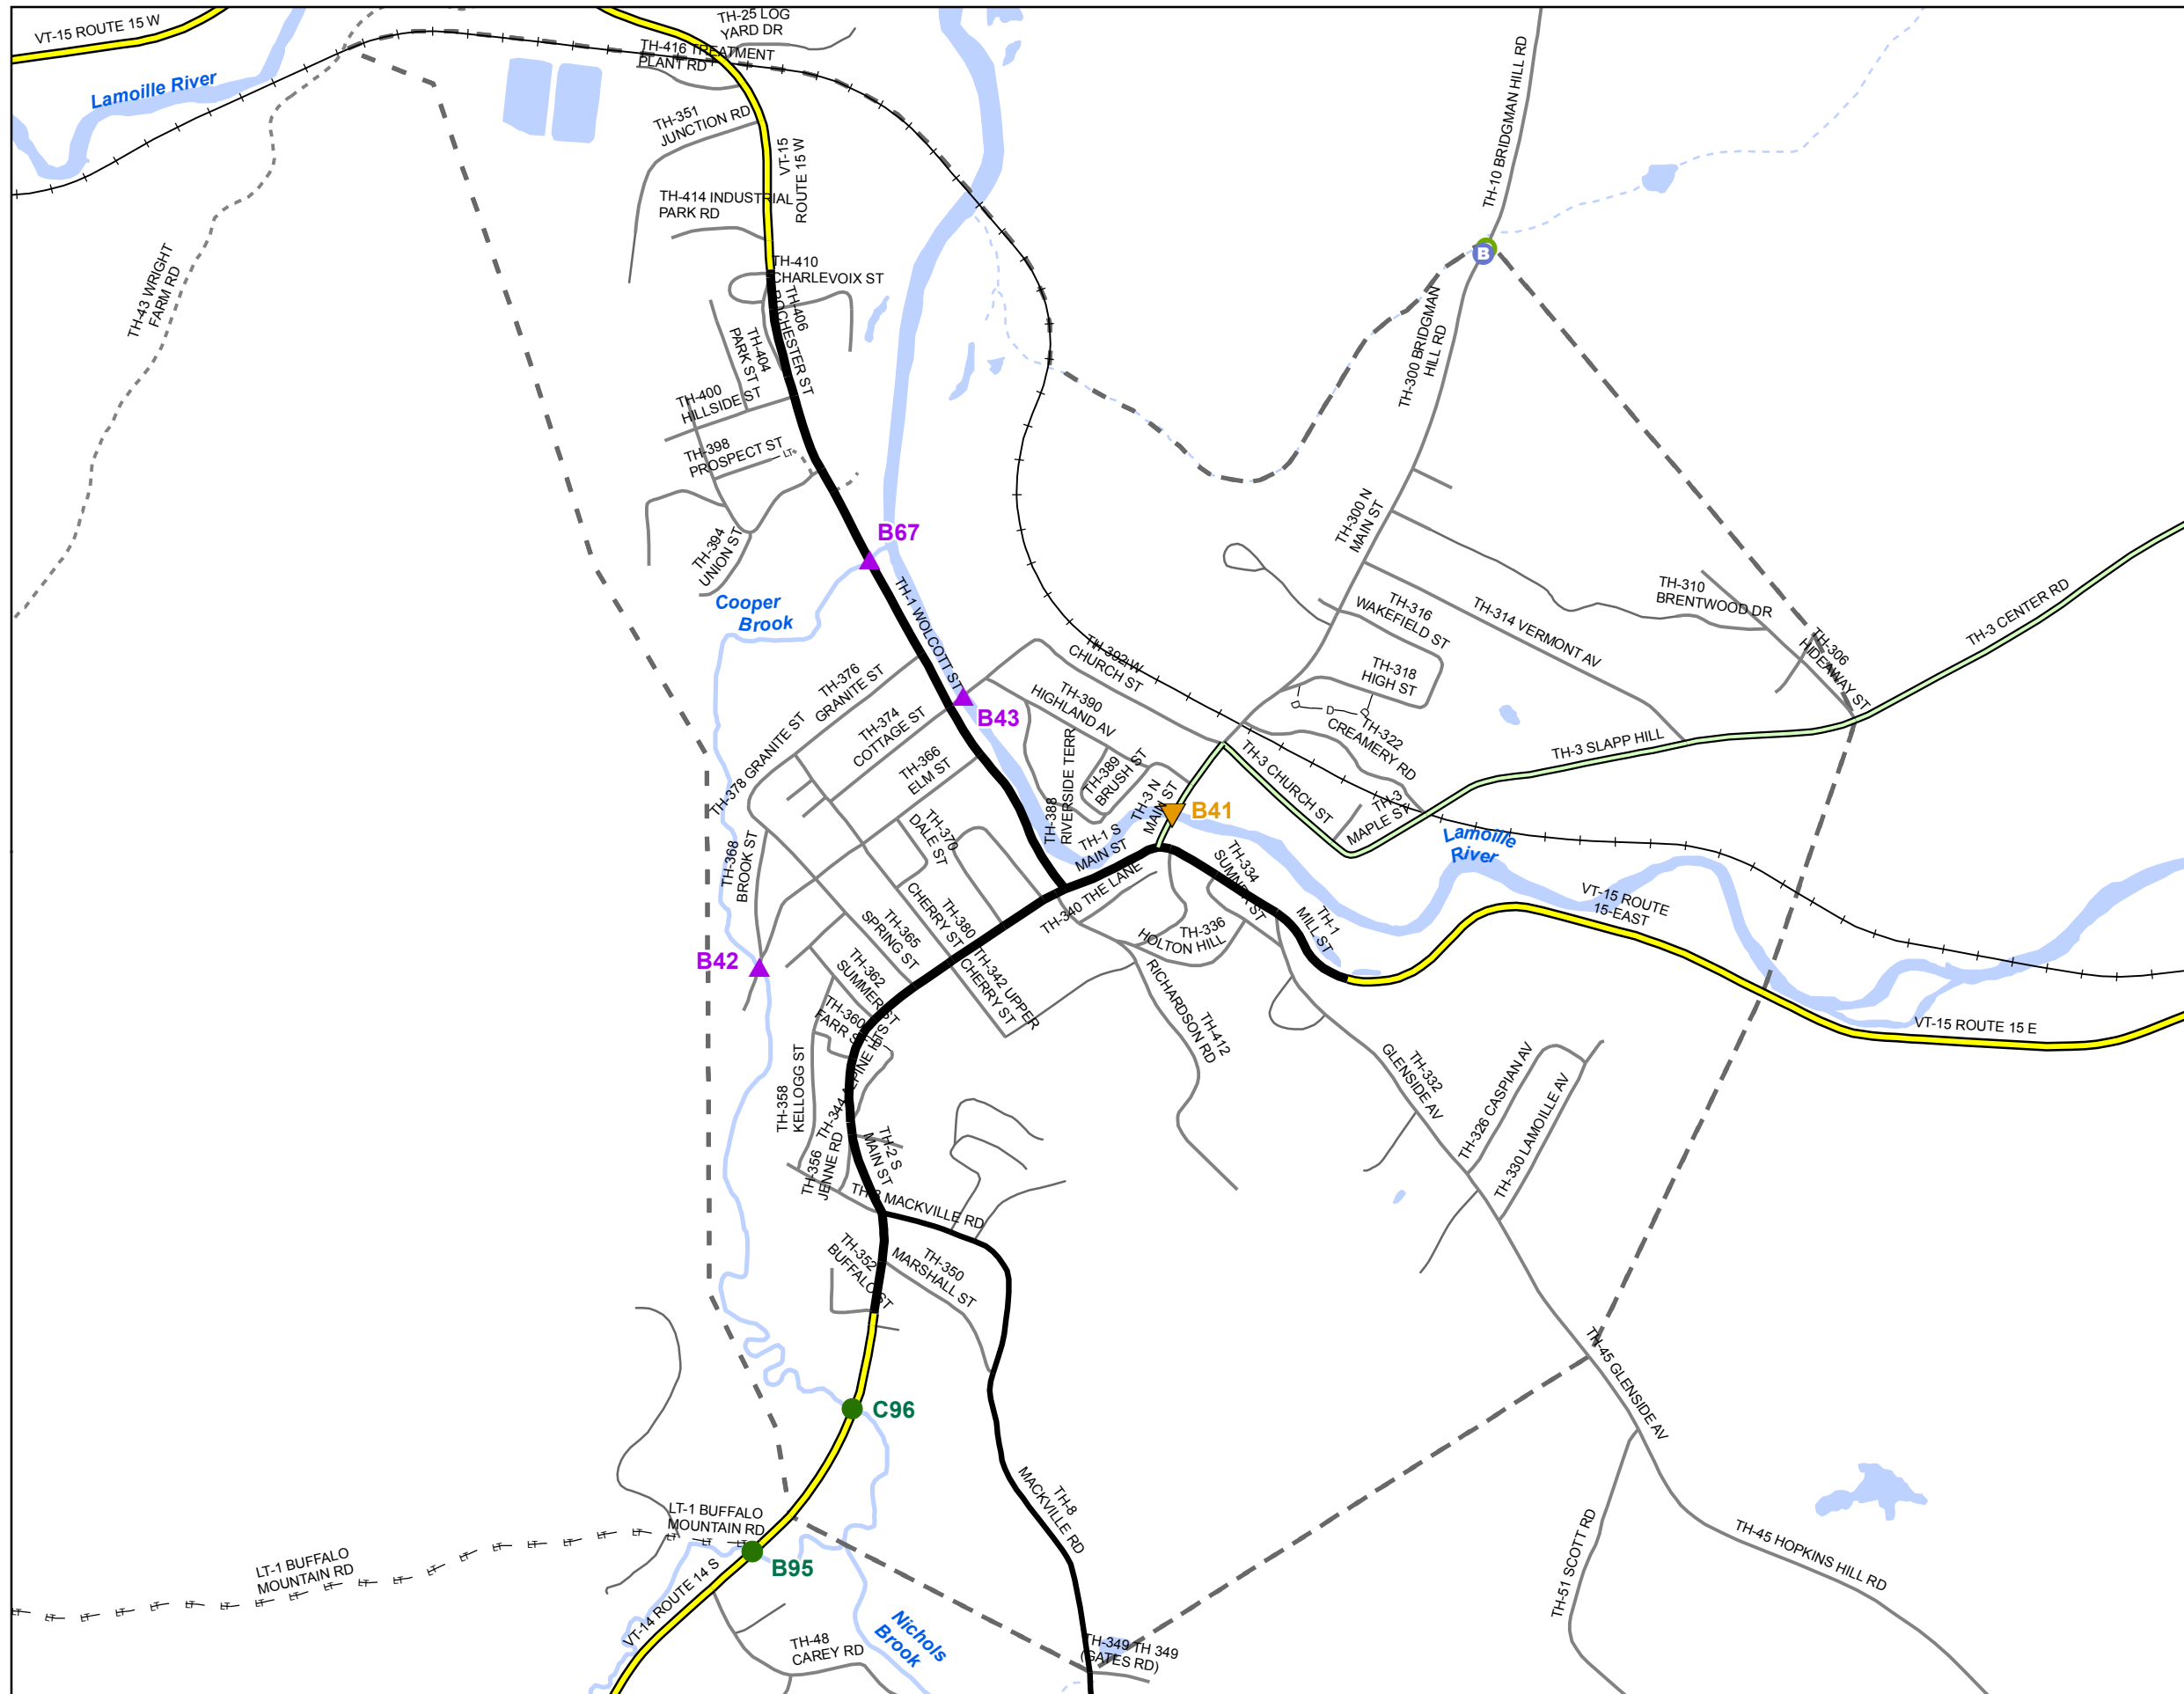 TH-25 LOG
YARD DR
VT-15 ROUTE 15 W
TH-416 TREATMENT
PLANT RD
Lamoille River
TH-10 BRIDGMAN HILL RD
TH-351
JUNCTION RD
VT-15
ROUTE 15 W
TH-414 INDUSTRIAL
PARK RD
B
TH-43 WRIGHT
FARM RD
TH-410
CHARLEVOIX ST
TH-406
ROCHESTER ST
TH-404
PARK ST
TH-300 BRIDGMAN
HILL RD
TH-400
HILLSIDE ST
TH-398
PROSPECT ST
LT
TH-300 N
MAIN ST
B67
TH-394
UNION ST
Cooper
Brook
TH-1 WOLCOTT ST
TH-310
BRENTWOOD DR
TH-316
WAKEFIELD ST
TH-314 VERMONT AV
TH-3 CENTER RD
TH-306
HIDEAWAY ST
TH-392 W
CHURCH ST
TH-318
HIGH ST
TH-376
GRANITE ST
TH-390
HIGHLAND AV
B43
D
TH-374
COTTAGE ST
TH-322
CREAMERY RD
TH-3 SLAPP HILL
TH-378 GRANITE ST
TH-366
ELM ST
TH-389
BRUSH ST
TH-388
RIVERSIDE TERR
TH-3 N
MAIN ST
B41
TH-3 CHURCH ST
TH-3
MAPLE ST
Lamoille
River
TH-370
DALE ST
TH-1 S
MAIN ST
TH-368
BROOK ST
TH-334
SUMNER ST
TH-340 THE LANE
VT-15 ROUTE
15-EAST
TH-380
CHERRY ST
TH-365
SPRING ST
TH-336
HOLTON HILL
TH-1
MILL ST
B42
TH-362
SUMMER ST
TH-342 UPPER
CHERRY ST
TH-360
FARR ST
TH-412
RICHARDSON RD
VT-15 ROUTE 15 E
TH-358
KELLOGG ST
TH-344 ALPINE HTS
TH-332
GLENSIDE AV
TH-326 CASPIAN AV
TH-330 LAMOILLE AV
TH-356
JENNE RD
TH-2 S
MAIN ST
TH-8 MACKVILLE RD
TH-352
BUFFALO ST
TH-350
MARSHALL ST
TH-45 GLENSIDE AV
C96
TH-8
MACKVILLE RD
LT-1 BUFFALO
MOUNTAIN RD
LT-1 BUFFALO
MOUNTAIN RD
B95
TH-51 SCOTT RD
TH-45 HOPKINS HILL RD
VT-14 ROUTE 14 S
Nichols
Brook
TH-48
CAREY RD
TH-349 TH 349
(GATES RD)